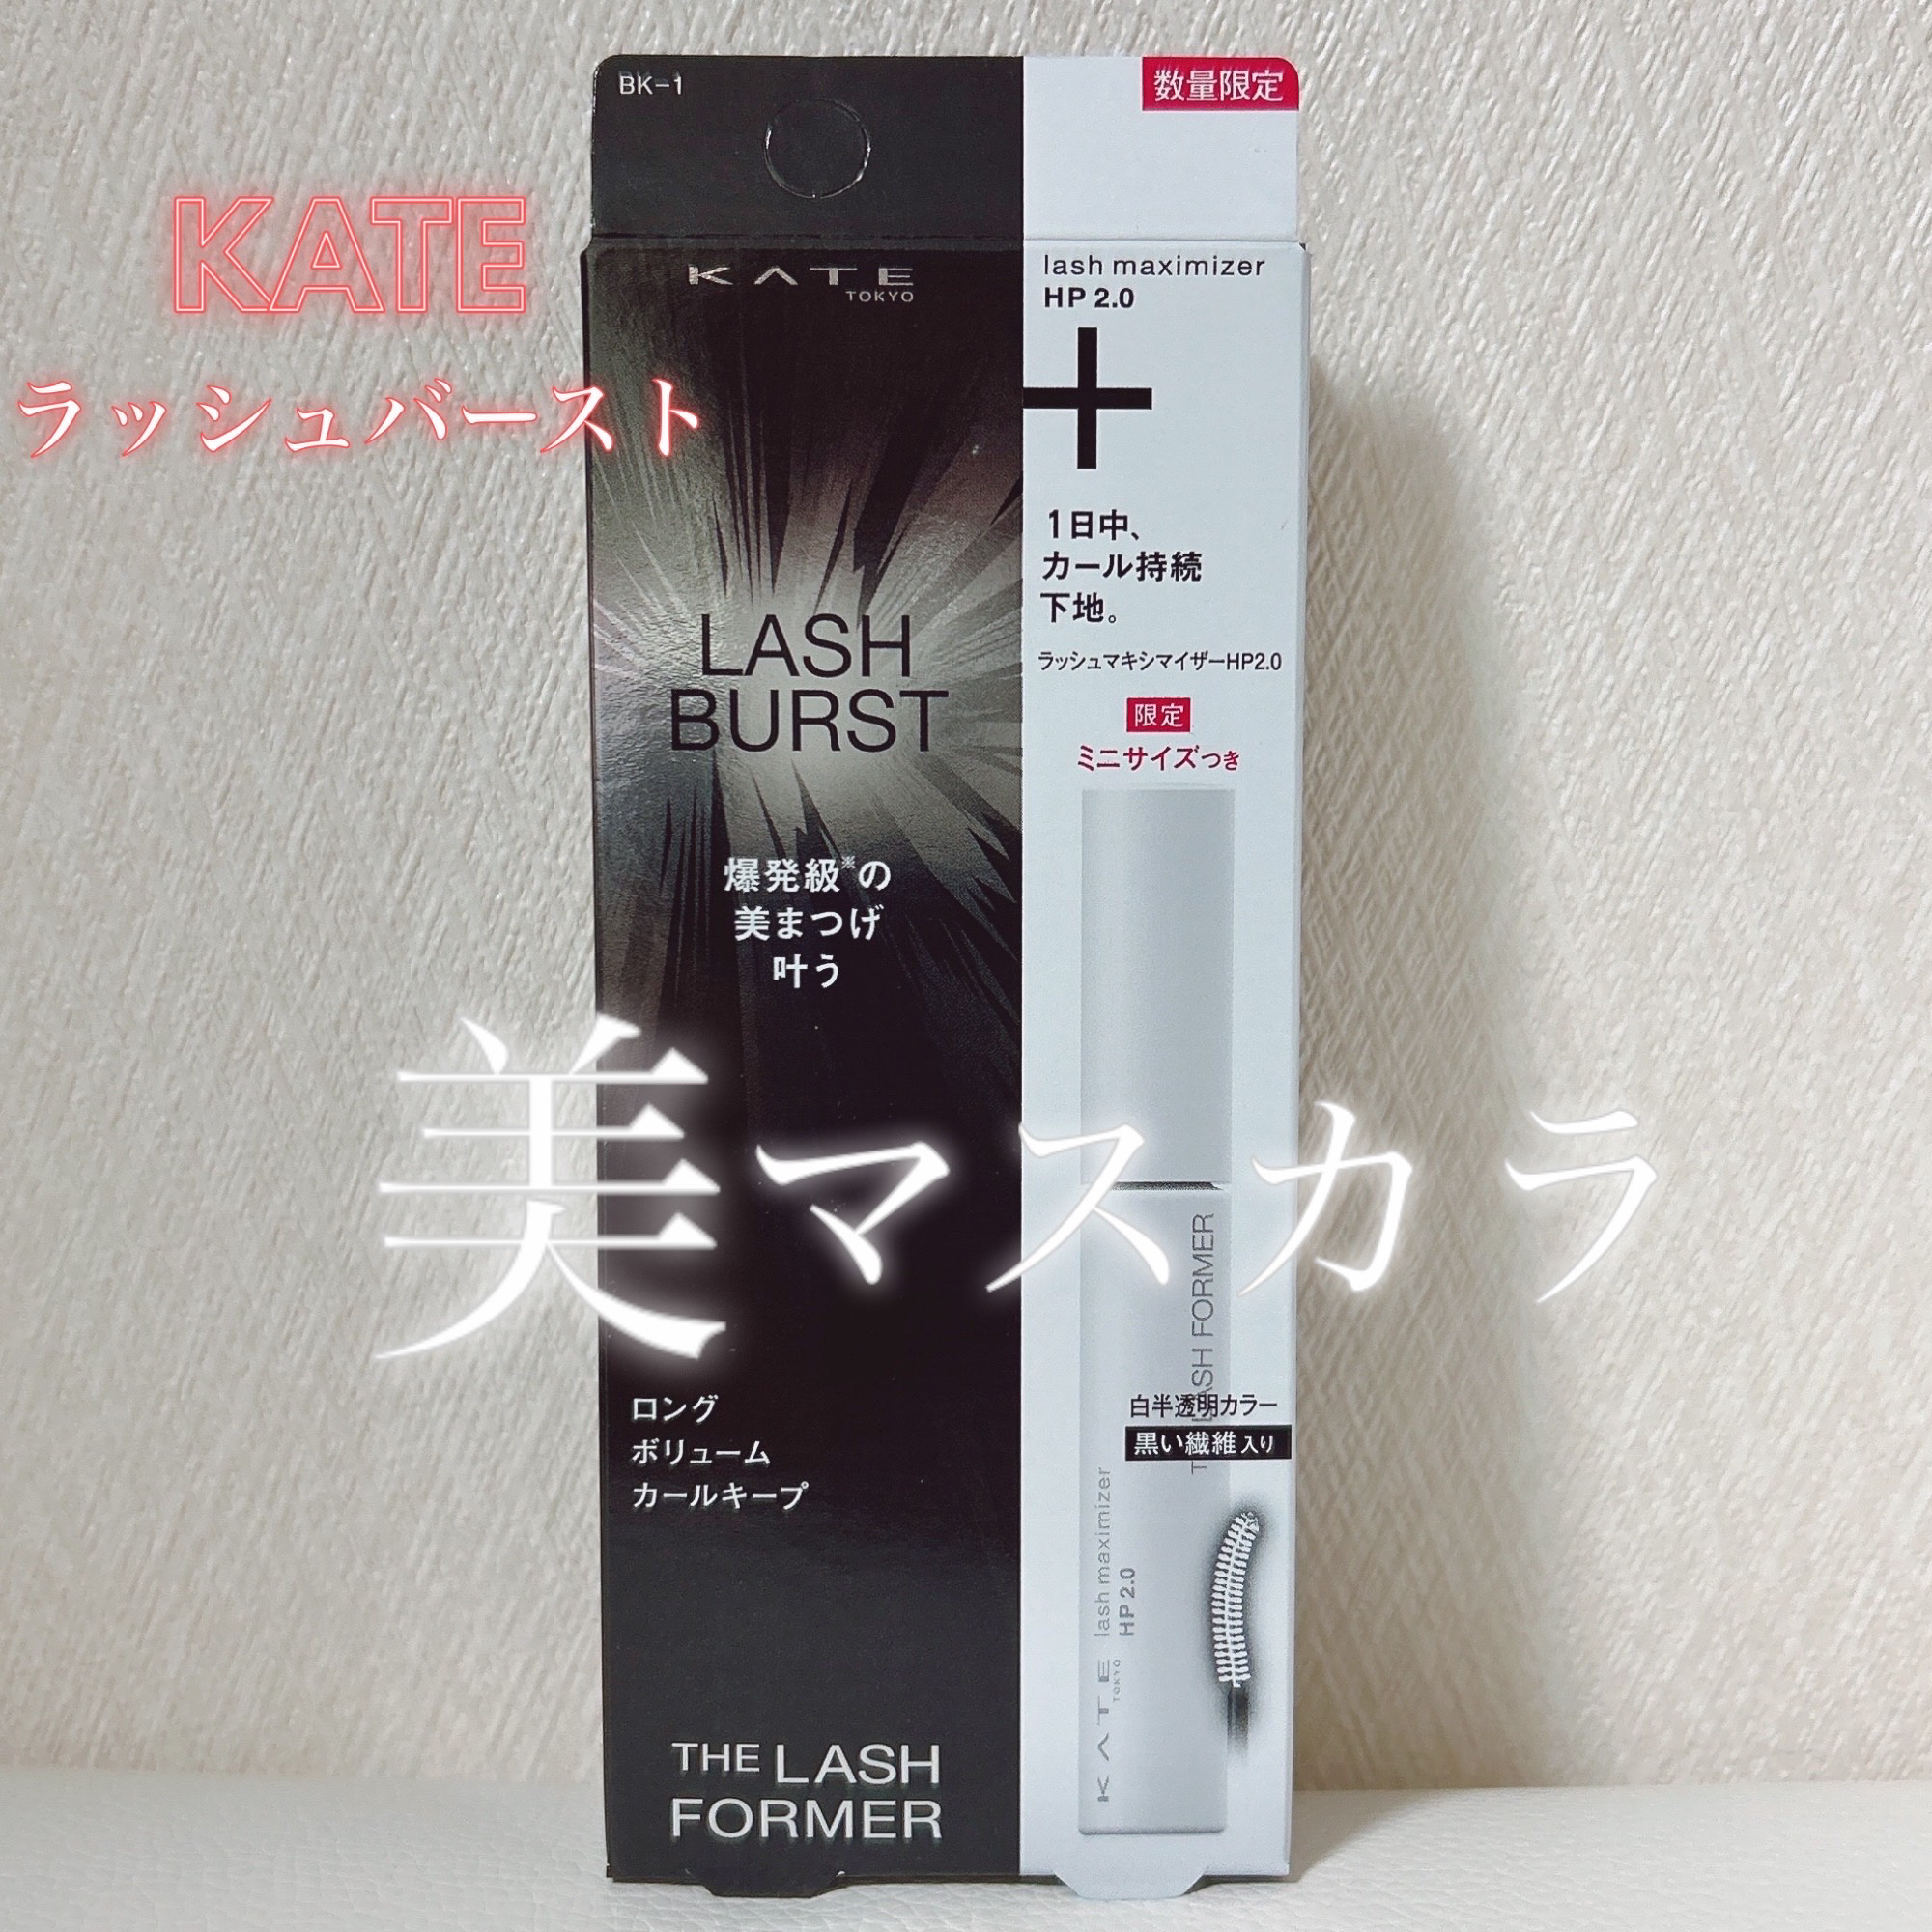 BK-1
数量限定
KATE
ラッシュバースト
KATE
TOKYO
LASH
BURST
爆発級※の
美まつげ
叶う
lash maximizer
HP 2.0
+
1日中、
カール持続
下地。
ラッシュマキシマイザーHP2.0
限定
ミニサイズつき
美マスカラ
ロング
ボリューム
カールキープ
THE LASH
FORMER
白半透明カラー
黒い繊維入り
THE LASH FORMER
KATE
TOKYO
lash maximizer
HP 2.0